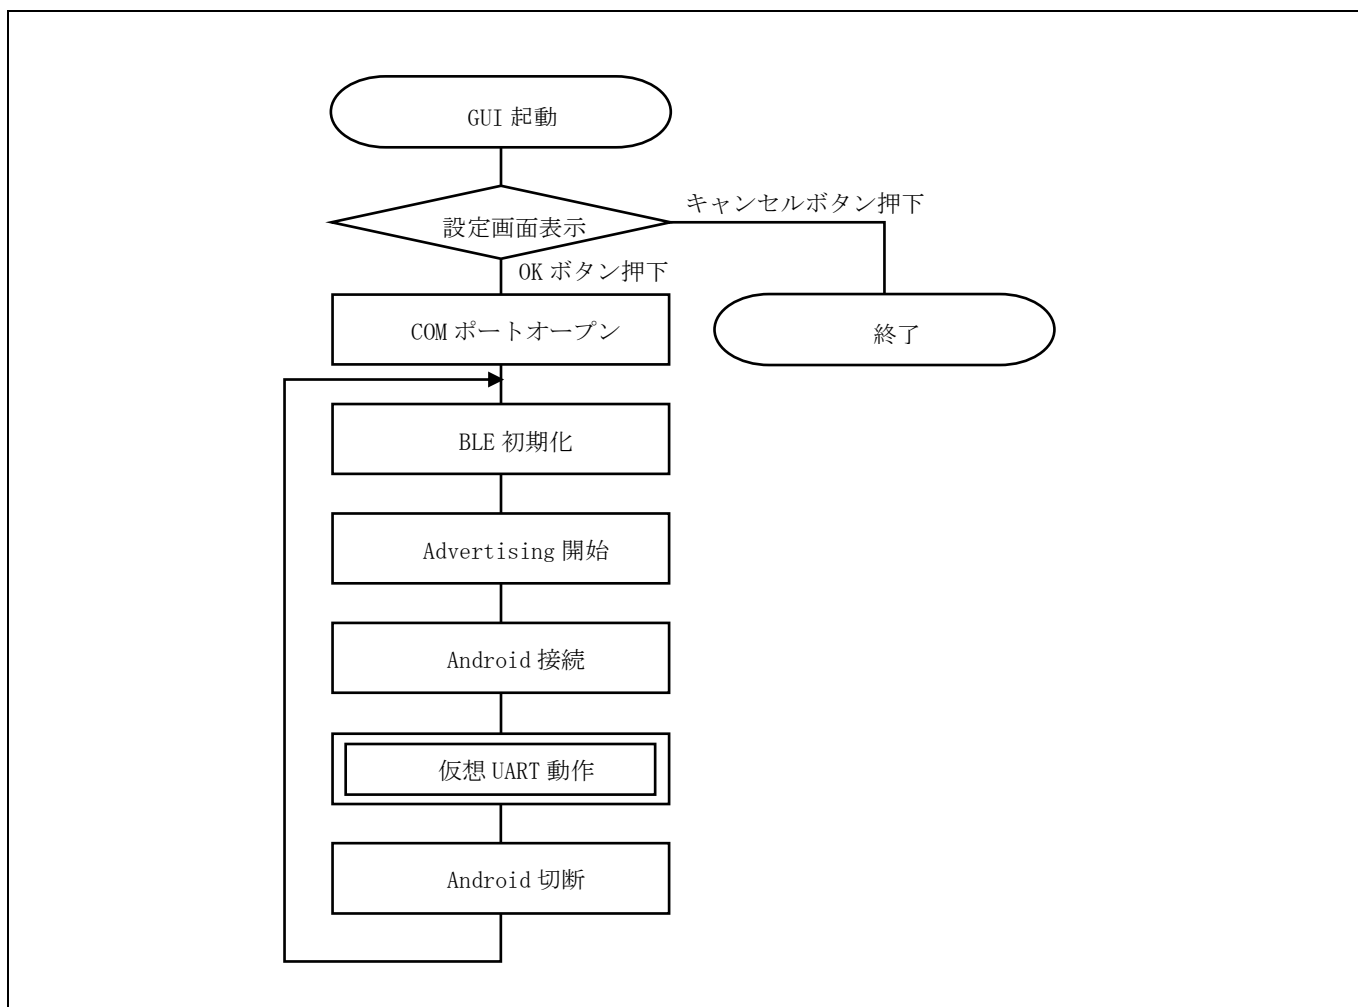 GUI 起動
キャンセルボタン押下
設定画面表示
OK ボタン押下
COM ポートオープン
終了
BLE 初期化
Advertising 開始
Android 接続
仮想 UART 動作
Android 切断